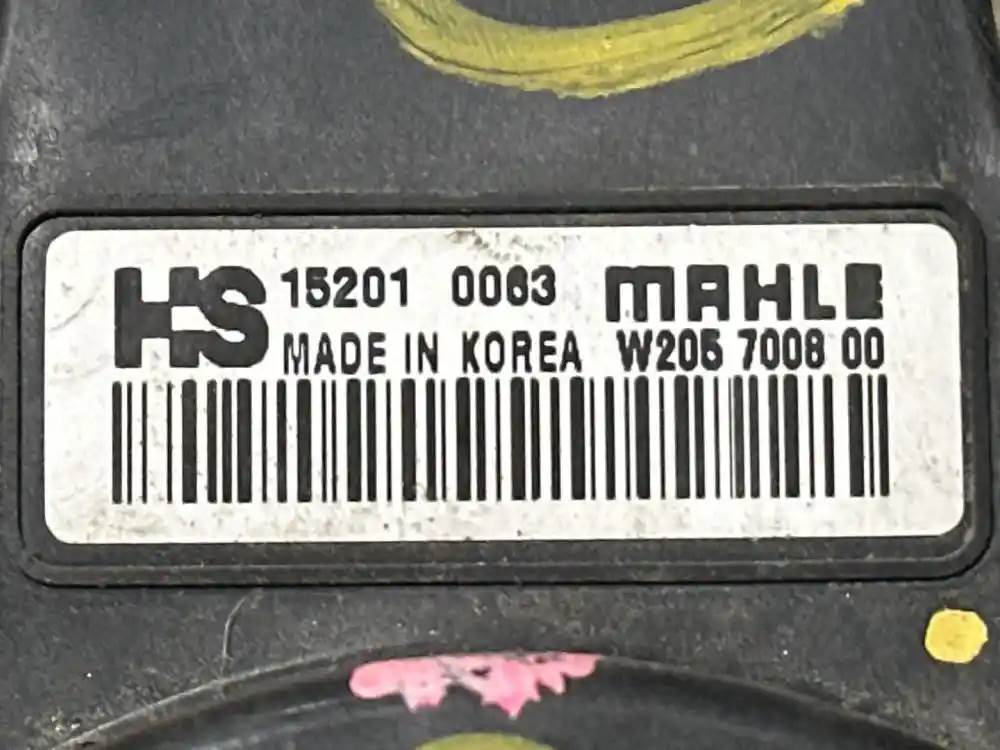 HS 15201 0063 MAHLE
MADE IN KOREA W205 7008 00